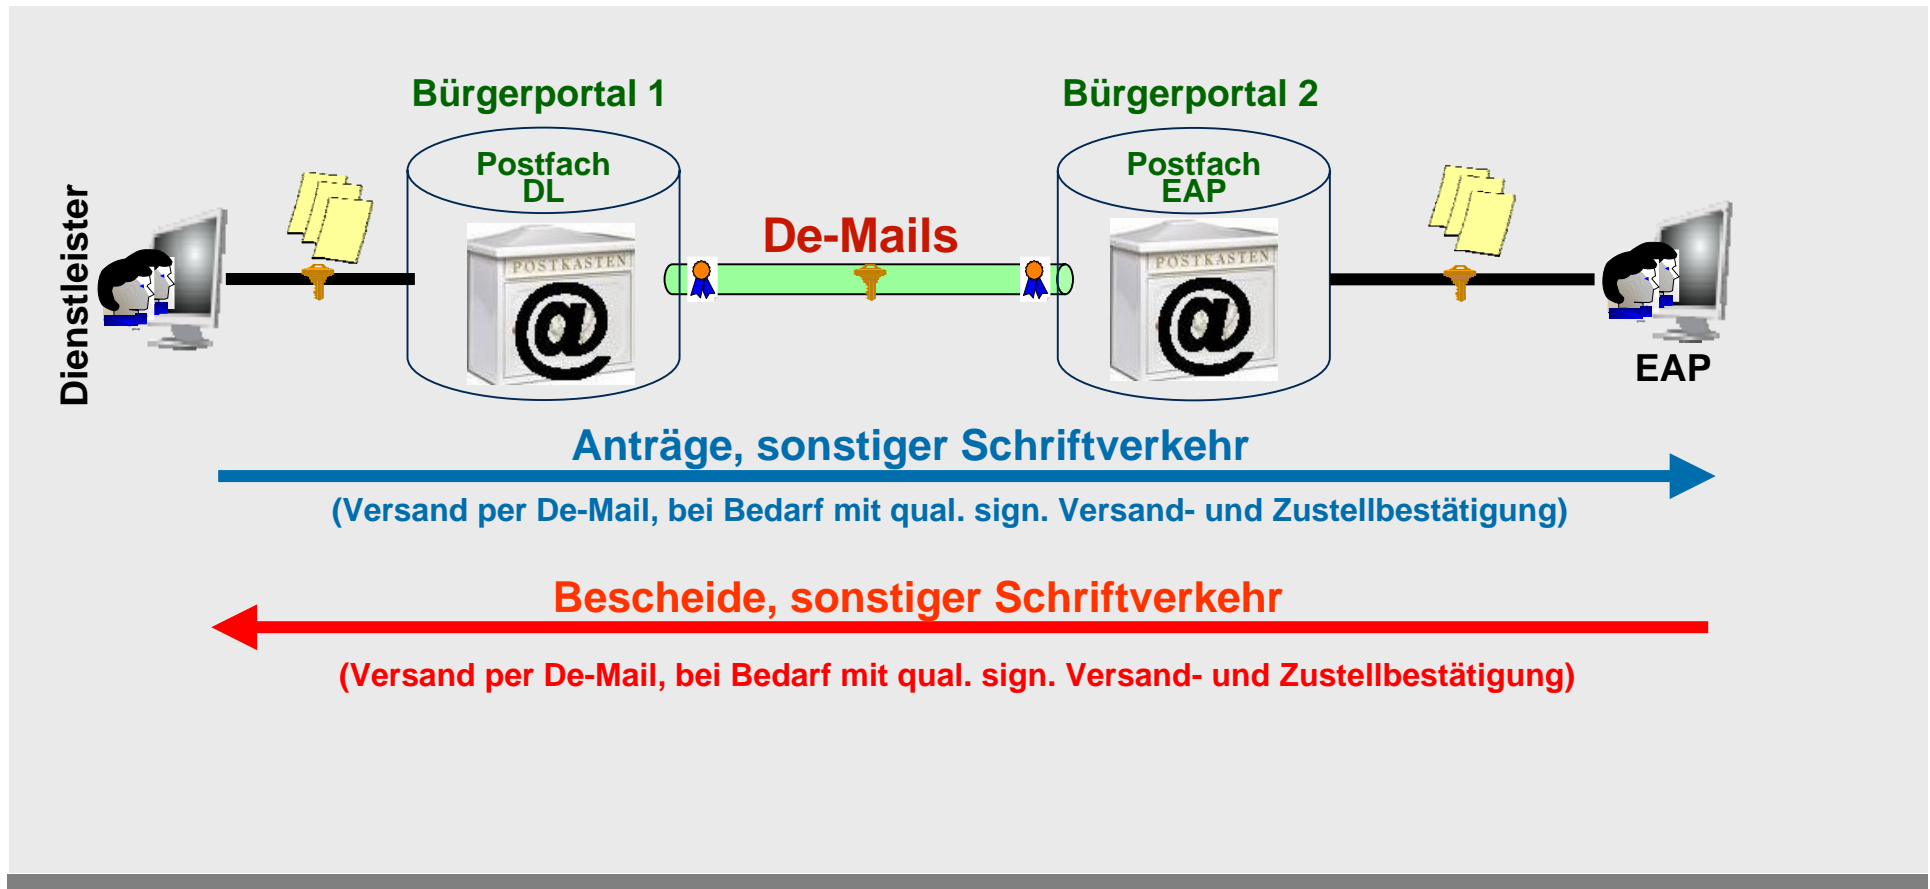 Bürgerportal 1
Bürgerportal 2
Postfach
DL
Postfach
EAP
Dienstleister
De-Mails
POSTKASTEN
POSTKASTEN
@
@
EAP
Anträge, sonstiger Schriftverkehr
(Versand per De-Mail, bei Bedarf mit qual. sign. Versand- und Zustellbestätigung)
Bescheide, sonstiger Schriftverkehr
(Versand per De-Mail, bei Bedarf mit qual. sign. Versand- und Zustellbestätigung)